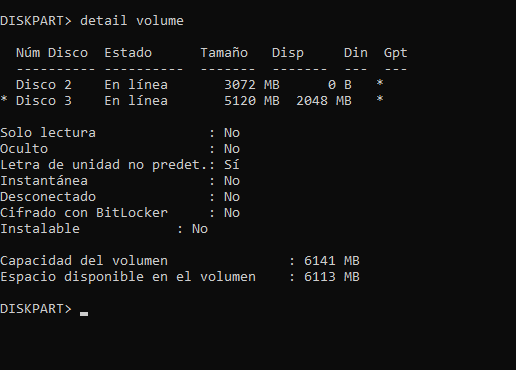 DISKPART> detail volume
Núm Disco  Estado      Tamaño   Disp     Din  Gpt
----------  ----------  -------  -------  ---  ---
Disco 2    En línea       3072 MB      0 B   *
* Disco 3    En línea       5120 MB  2048 MB   *
Solo lectura              : No
Oculto                    : No
Letra de unidad no predet.: Sí
Instantánea               : No
Desconectado              : No
Cifrado con BitLocker     : No
Instalable            : No
Capacidad del volumen               : 6141 MB
Espacio disponible en el volumen    : 6113 MB
DISKPART>